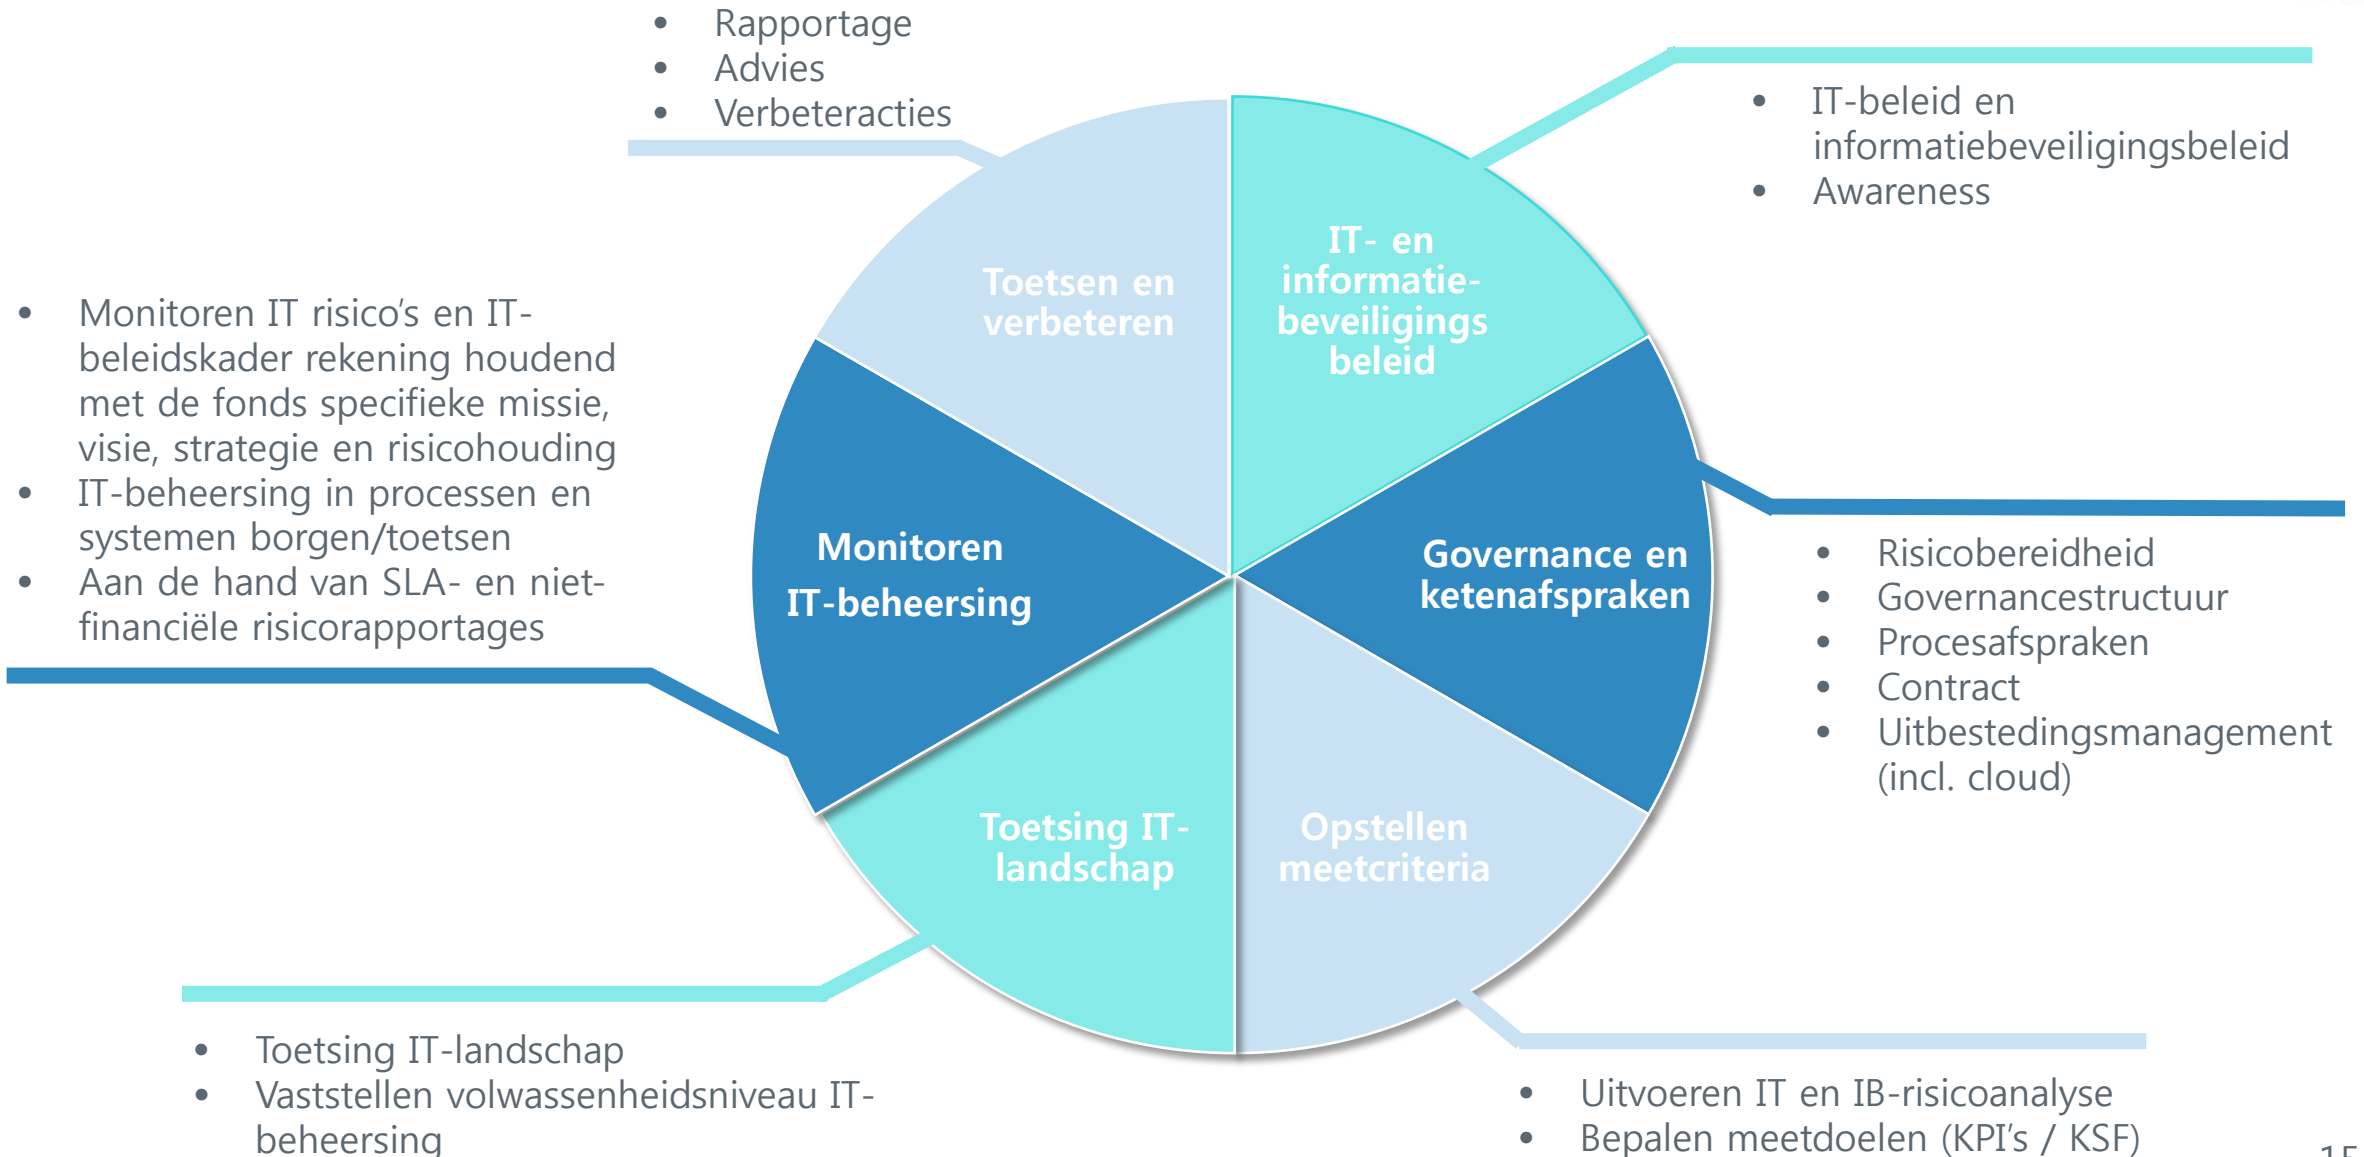 • Rapportage
• Advies
• Verbeteracties
• IT-beleid en
informatiebeveiligingsbeleid
• Awareness
IT- en
informatie-
beveiligings
beleid
Toetsen en
verbeteren
• Monitoren IT risico's en IT-
beleidskader rekening houdend
met de fonds specifieke missie,
visie, strategie en risicohouding
• IT-beheersing in processen en
systemen borgen/toetsen
• Aan de hand van SLA- en niet-
financiële risicorapportages
Monitoren
IT-beheersing
Governance en
ketenafspraken
• Risicobereidheid
• Governancestructuur
• Procesafspraken
• Contract
• Uitbestedingsmanagement
(incl. cloud)
Toetsing IT-
landschap
Opstellen
meetcriteria
• Toetsing IT-landschap
• Vaststellen volwassenheidsniveau IT-
beheersing
• Uitvoeren IT en IB-risicoanalyse
• Bepalen meetdoelen (KPI's / KSF)
15